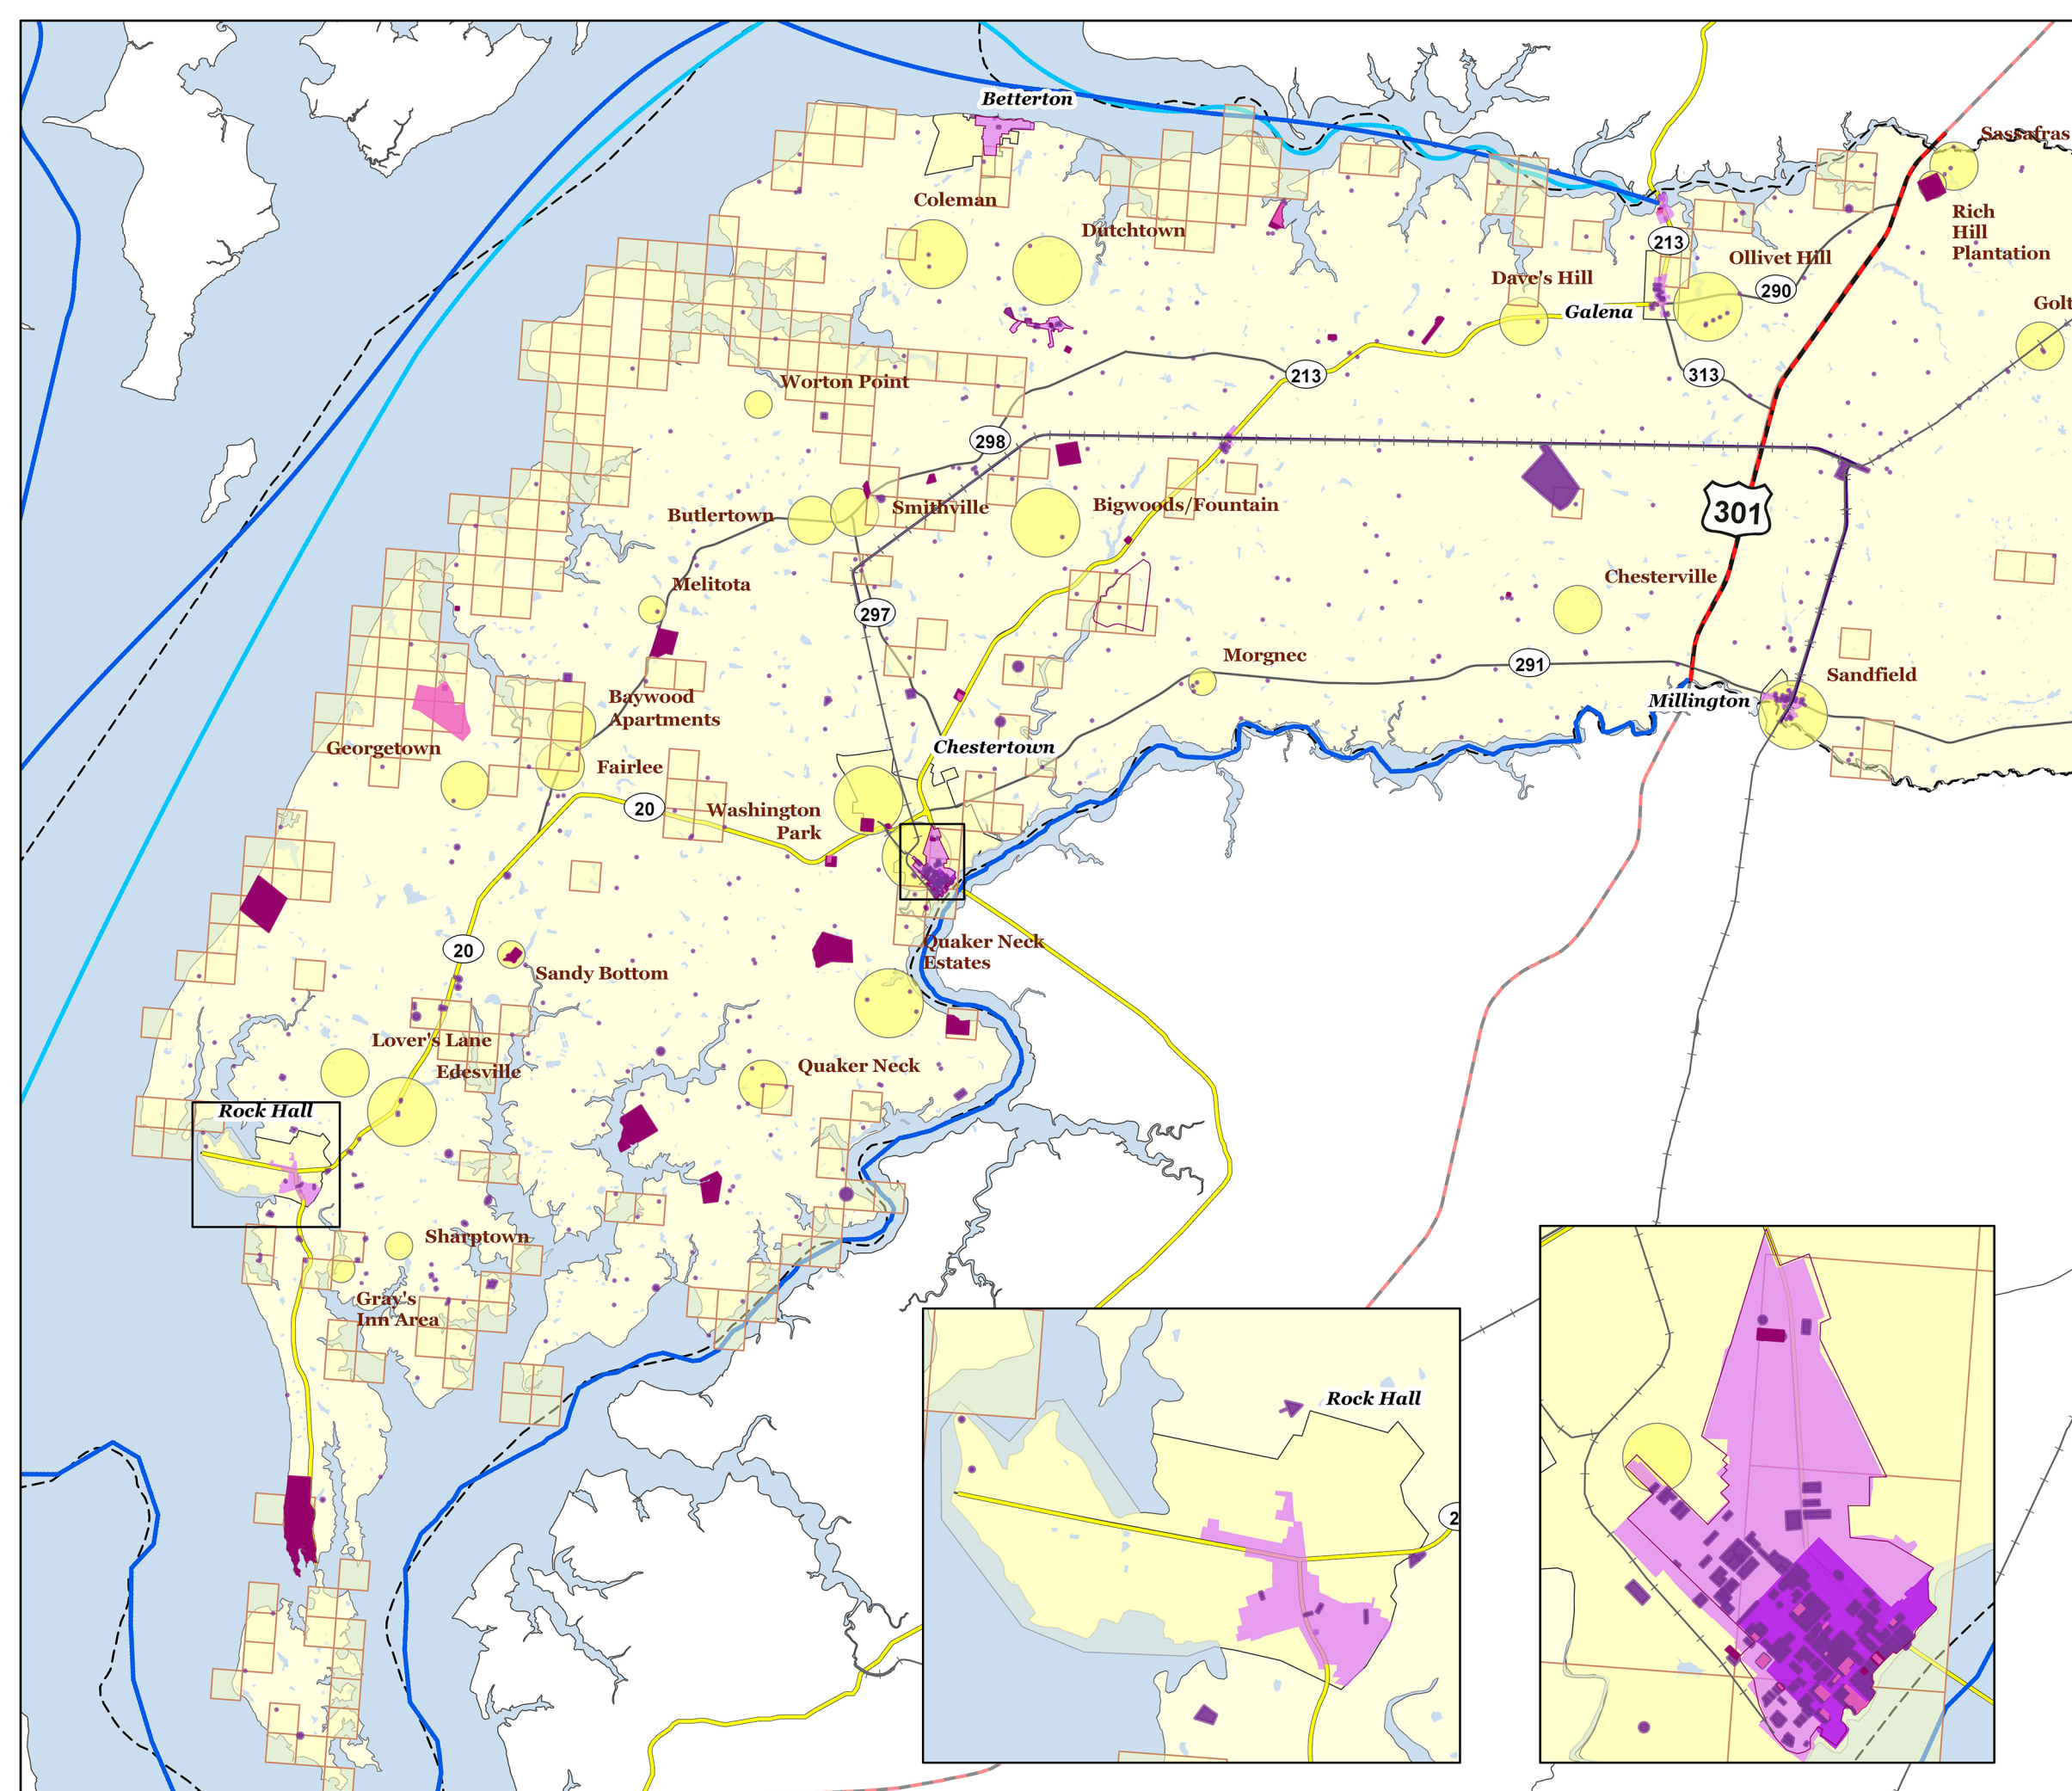 Betterton
Sassafras
Coleman
Dutchtown
Rich
Hill
Plantation
213
Ollivet Hill
Dave's Hill
290
Galena
Golt
Worton Point
213
313
298
Smithville
Butlertown
Bigwoods/Fountain
301
Melitota
Chesterville
297
Morgnec
291
Sandfield
Baywood
Apartments
Millington
Georgetown
Chestertown
Fairlee
20
Washington
Park
20
Quaker Neck
Estates
Sandy Bottom
Lover's Lane
Edesville
Quaker Neck
Rock Hall
Sharptown
Gray's
Inn Area
Rock Hall
2